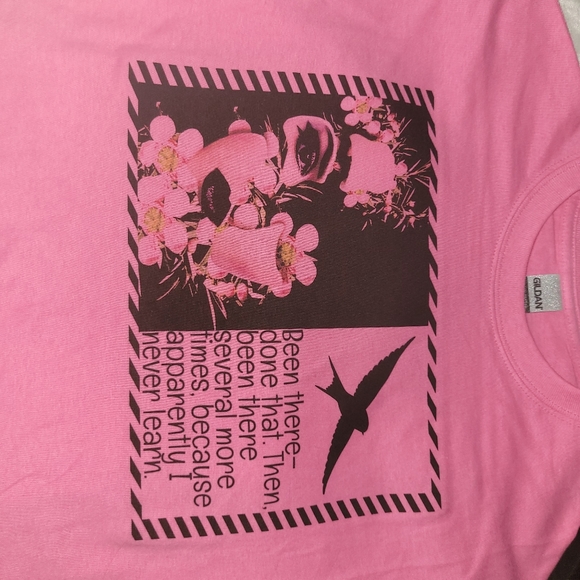 Been there-
done that. Then,
been there
several more
times, because
apparently I
never learn.
GILDAN